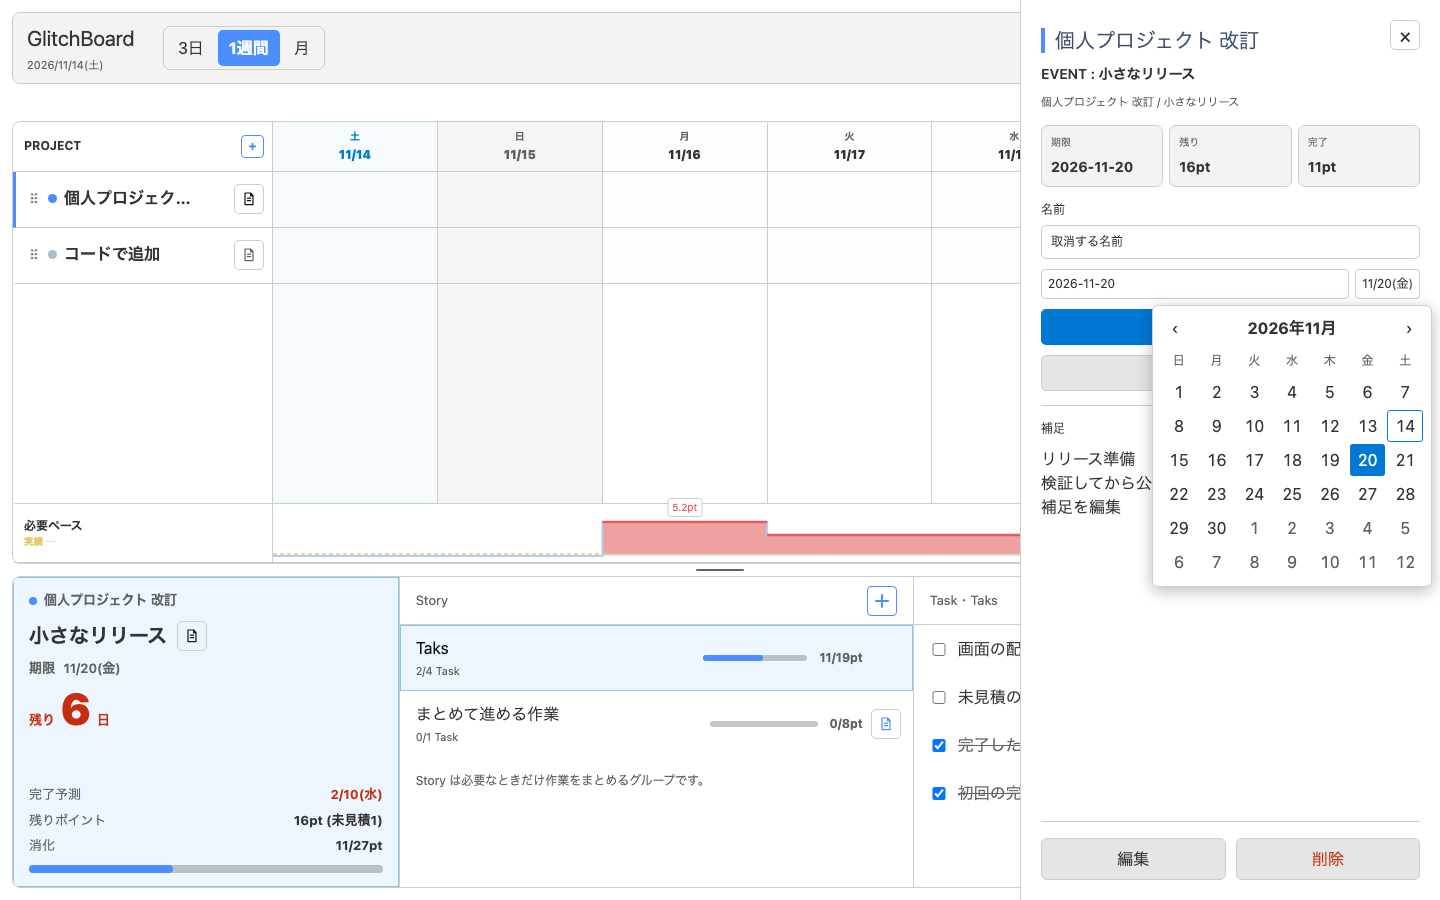 GlitchBoard
2026/11/14(土)
3日 1週間 月
PROJECT
+
土
11/14
日
11/15
月
11/16
火
11/17
水
個人プロジェク...
コードで追加
必要ペース
実績
5.2pt
個人プロジェクト 改訂
小さなリリース
期限 11/20(金)
残り 6 日
完了予測 2/10(水)
残りポイント 16pt (未見積1)
消化 11/27pt
Story
+
Taks
2/4 Task
11/19pt
まとめて進める作業
0/1 Task
0/8pt
Story は必要なときだけ作業をまとめるグループです。
Task・Taks
画面の配
未見積の
完了した
初回の完
個人プロジェクト 改訂
×
EVENT : 小さなリリース
個人プロジェクト 改訂 / 小さなリリース
期限
2026-11-20
残り
16pt
完了
11pt
名前
取消する名前
2026-11-20
11/20(金)
‹ 2026年11月 ›
日 月 火 水 木 金 土
1 2 3 4 5 6 7
8 9 10 11 12 13 14
15 16 17 18 19 20 21
22 23 24 25 26 27 28
29 30 1 2 3 4 5
6 7 8 9 10 11 12
補足
リリース準備
検証してから公
補足を編集
編集
削除